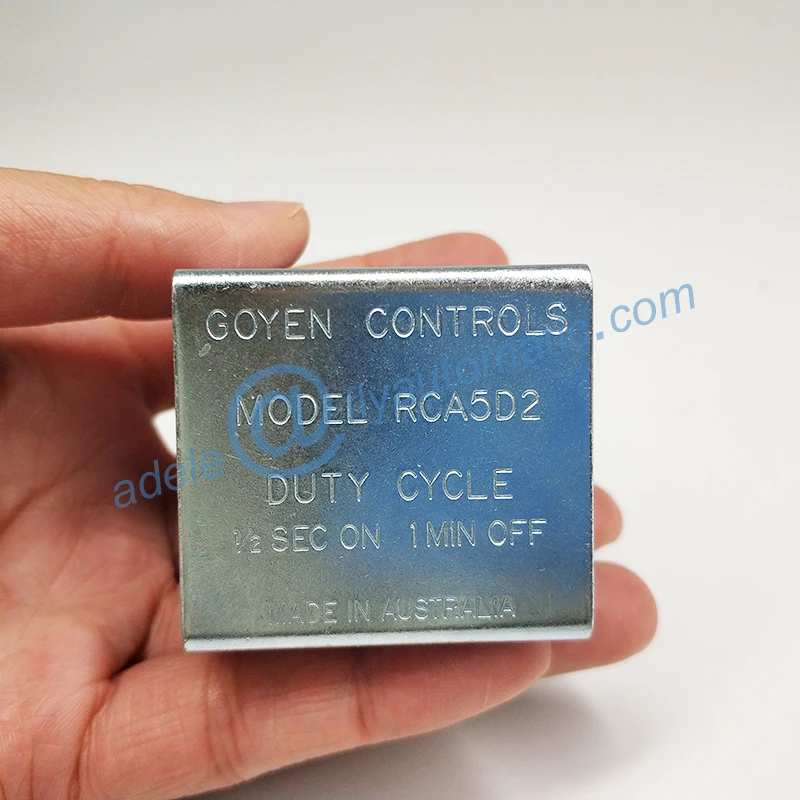 GOYEN CONTROLS
MODEL RCA5D2
DUTY CYCLE
½ SEC ON 1 MIN OFF
MADE IN AUSTRALIA